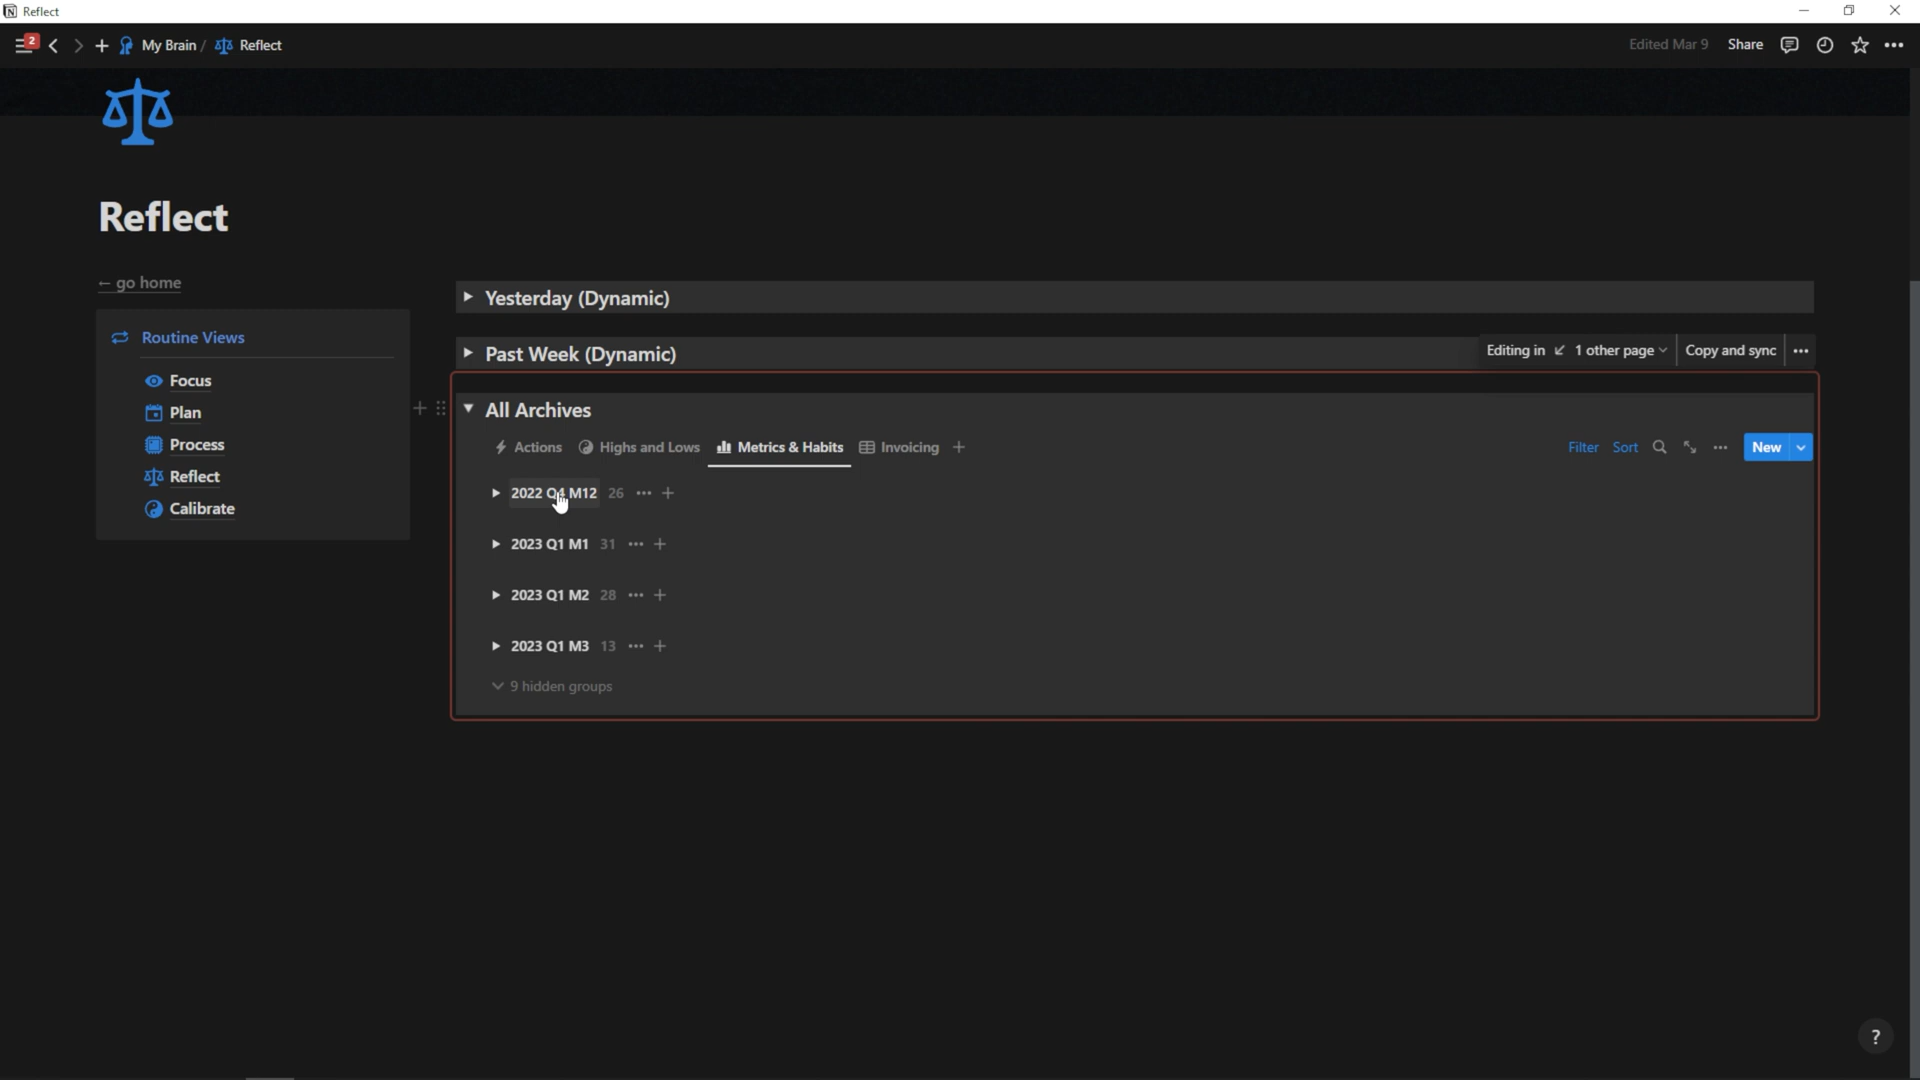 Reflect
2
My Brain / Reflect
Edited Mar 9 Share
Reflect
← go home
Routine Views
Focus
Plan
Process
Reflect
Calibrate
Yesterday (Dynamic)
Past Week (Dynamic)
Editing in 1 other page Copy and sync
All Archives
Actions Highs and Lows Metrics & Habits Invoicing
Filter Sort New
2022 Q4 M12 26
2023 Q1 M1 31
2023 Q1 M2 28
2023 Q1 M3 13
9 hidden groups
?